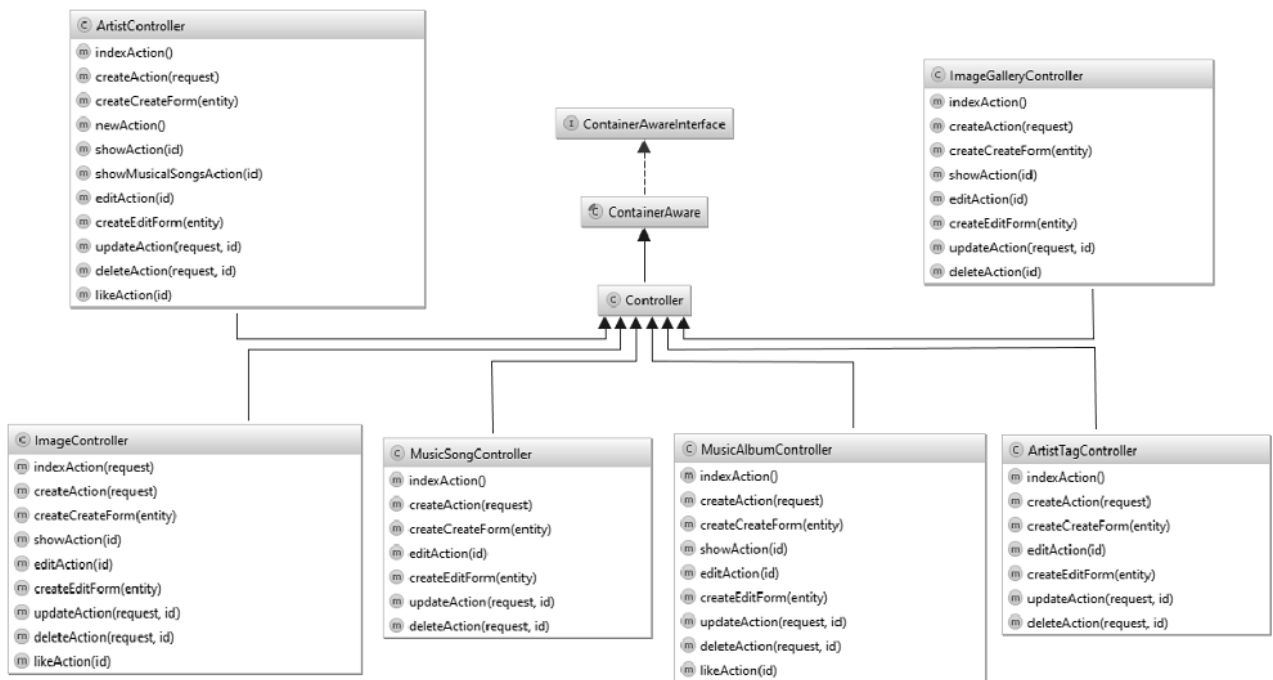 ArtistController
indexAction()
createAction(request)
createCreateForm(entity)
newAction()
showAction(id)
showMusicalSongsAction(id)
editAction(id)
createEditForm(entity)
updateAction(request, id)
deleteAction(request, id)
likeAction(id)
ContainerAwareInterface
ContainerAware
Controller
ImageGalleryController
indexAction()
createAction(request)
createCreateForm(entity)
showAction(id)
editAction(id)
createEditForm(entity)
updateAction(request, id)
deleteAction(id)
ImageController
indexAction(request)
createAction(request)
createCreateForm(entity)
showAction(id)
editAction(id)
createEditForm(entity)
updateAction(request, id)
deleteAction(request, id)
likeAction(id)
MusicSongController
indexAction()
createAction(request)
createCreateForm(entity)
editAction(id)
createEditForm(entity)
updateAction(request, id)
deleteAction(request, id)
MusicAlbumController
indexAction()
createAction(request)
createCreateForm(entity)
showAction(id)
editAction(id)
createEditForm(entity)
updateAction(request, id)
deleteAction(request, id)
likeAction(id)
ArtistTagController
indexAction()
createAction(request)
createCreateForm(entity)
editAction(id)
createEditForm(entity)
updateAction(request, id)
deleteAction(request, id)